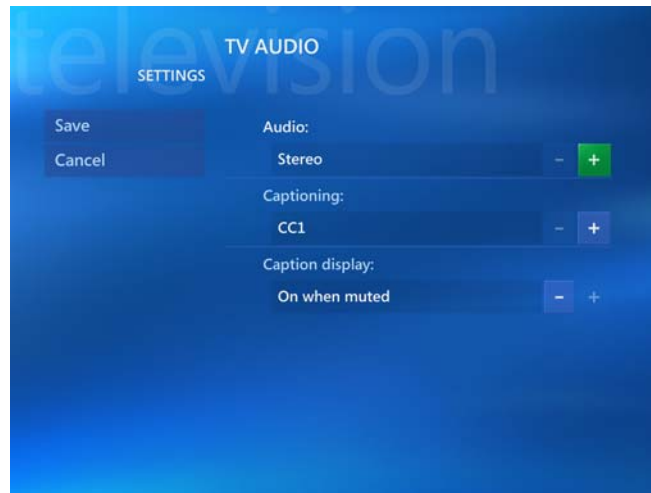 television
TV AUDIO
SETTINGS
Save
Cancel
Audio:
Stereo - +
Captioning:
CC1 - +
Caption display:
On when muted - +